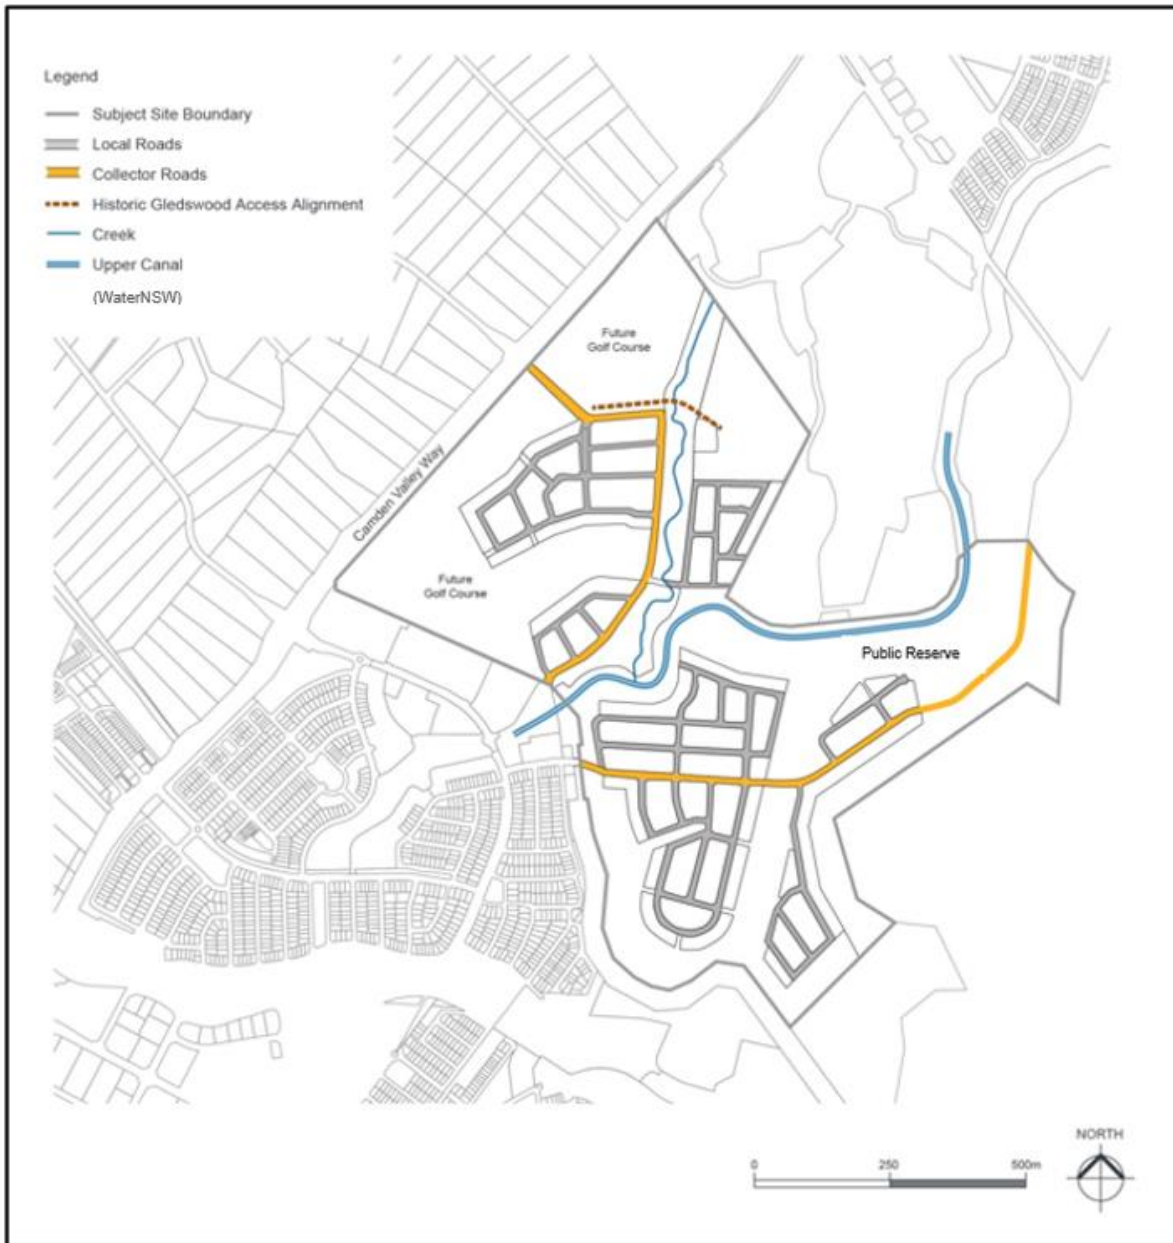 Legend
Subject Site Boundary
Local Roads
Collector Roads
Historic Gledswood Access Alignment
Creek
Upper Canal
(WaterNSW)
Future
Golf Course
Camden Valley Way
Future
Golf Course
Public Reserve
NORTH
0 250 500m